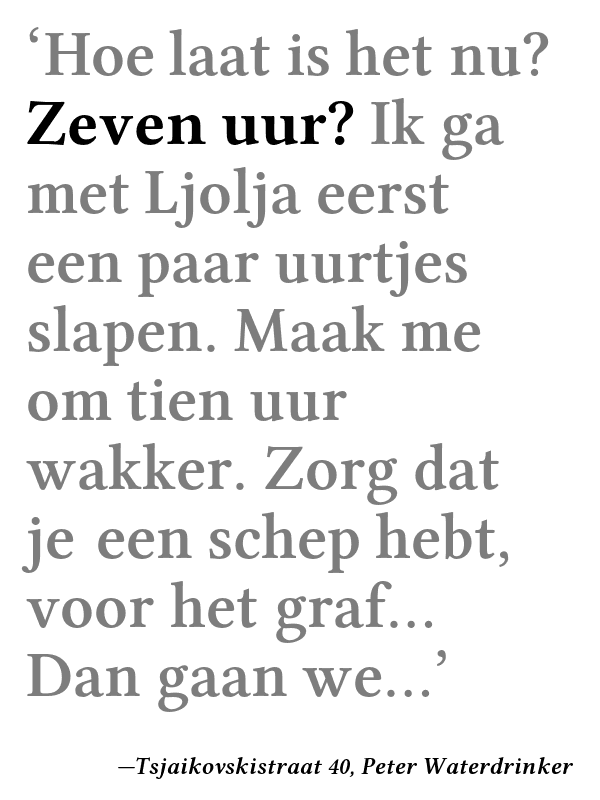 ‘Hoe laat is het nu?
Zeven uur? Ik ga
met Ljolja eerst
een paar uurtjes
slapen. Maak me
om tien uur
wakker. Zorg dat
je een schep hebt,
voor het graf…
Dan gaan we…’
—Tsjaikovskistraat 40, Peter Waterdrinker